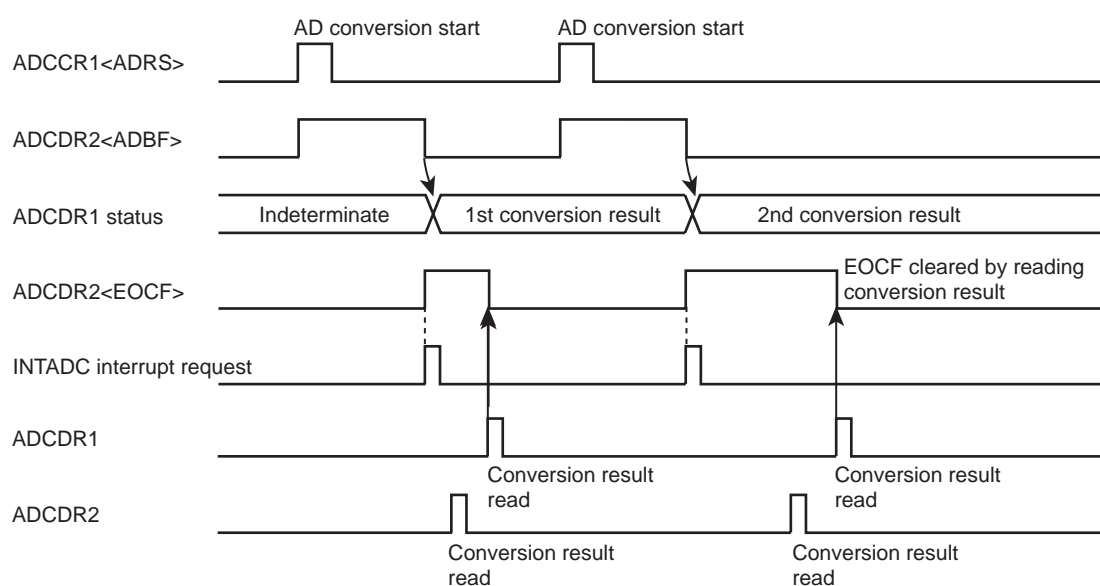 AD conversion start
AD conversion start
ADCCR1<ADRS>
ADCDR2<ADBF>
ADCDR1 status
Indeterminate
1st conversion result
2nd conversion result
EOCF cleared by reading
conversion result
ADCDR2<EOCF>
INTADC interrupt request
ADCDR1
Conversion result
read
Conversion result
read
ADCDR2
Conversion result
read
Conversion result
read